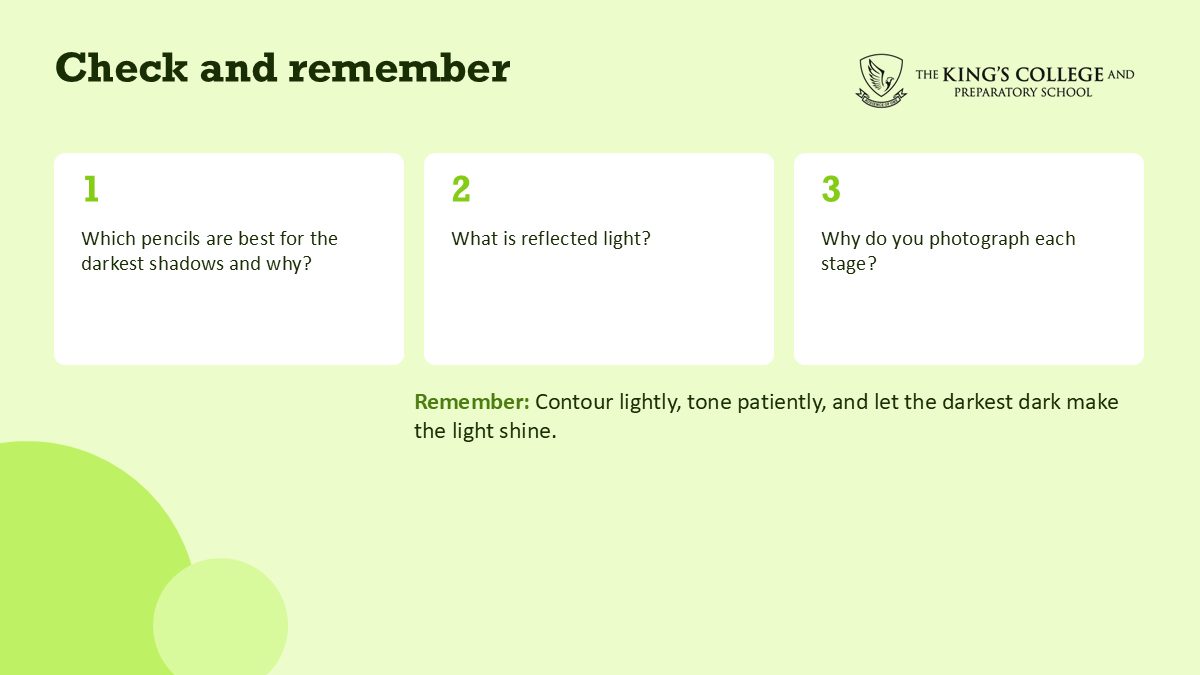 Check and remember
THE KING'S COLLEGE AND
PREPARATORY SCHOOL
1
Which pencils are best for the
darkest shadows and why?
2
What is reflected light?
3
Why do you photograph each
stage?
Remember: Contour lightly, tone patiently, and let the darkest dark make
the light shine.